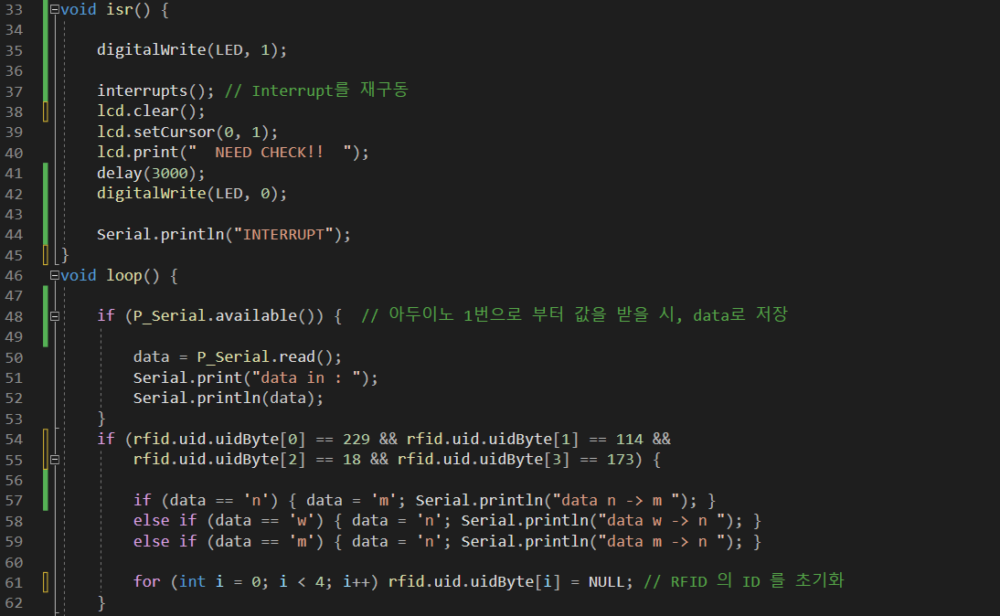 33 void isr() {
34
35 digitalWrite(LED, 1);
36
37 interrupts(); // Interrupt를 재구동
38 lcd.clear();
39 lcd.setCursor(0, 1);
40 lcd.print("  NEED CHECK!!  ");
41 delay(3000);
42 digitalWrite(LED, 0);
43
44 Serial.println("INTERRUPT");
45 }
46 void loop() {
47
48 if (P_Serial.available()) {  // 아두이노 1번으로 부터 값을 받을 시, data로 저장
49
50 data = P_Serial.read();
51 Serial.print("data in : ");
52 Serial.println(data);
53 }
54 if (rfid.uid.uidByte[0] == 229 && rfid.uid.uidByte[1] == 114 &&
55 rfid.uid.uidByte[2] == 18 && rfid.uid.uidByte[3] == 173) {
56
57 if (data == 'n') { data = 'm'; Serial.println("data n -> m "); }
58 else if (data == 'w') { data = 'n'; Serial.println("data w -> n "); }
59 else if (data == 'm') { data = 'n'; Serial.println("data m -> n "); }
60
61 for (int i = 0; i < 4; i++) rfid.uid.uidByte[i] = NULL; // RFID 의 ID 를 초기화
62 }